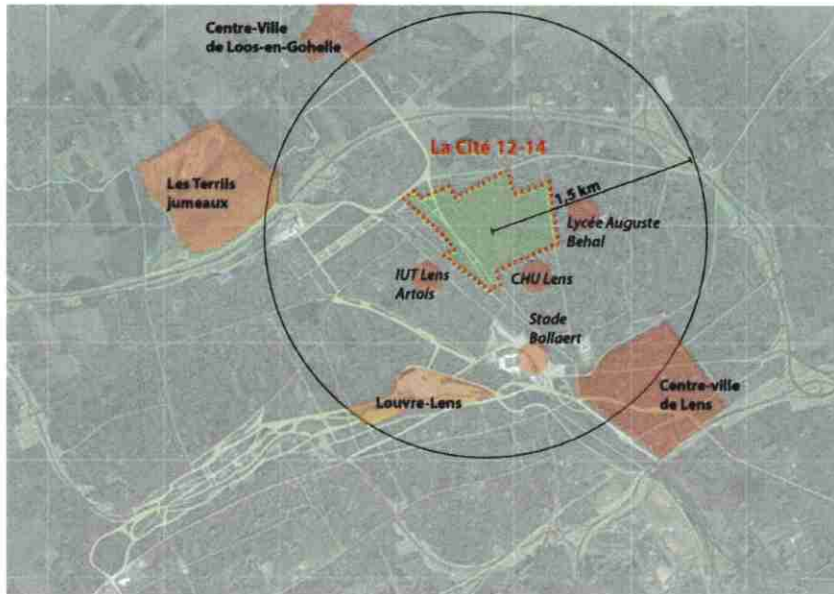 Centre-Ville
de Loos-en-Gohelle
La Cité 12-14
1,5 km
Les Terrils
jumeaux
Lycée Auguste
Behal
IUT Lens
Artois
CHU Lens
Stade
Bollaert
Centre-ville
de Lens
Louvre-Lens